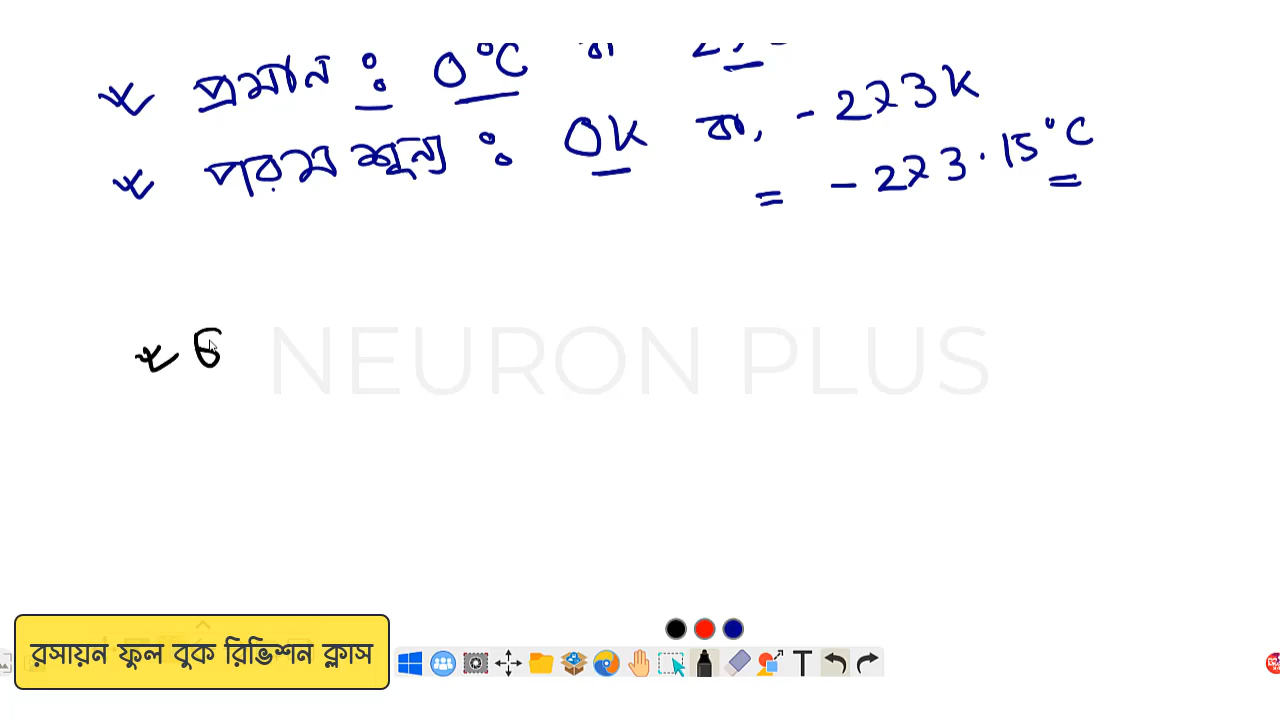 * প্রমান : 0°C বা
* পরম শূন্য : 0K বা, - 273K
= - 273.15°C
*
NEURON PLUS
রসায়ন ফুল বুক রিভিশন ক্লাস
T